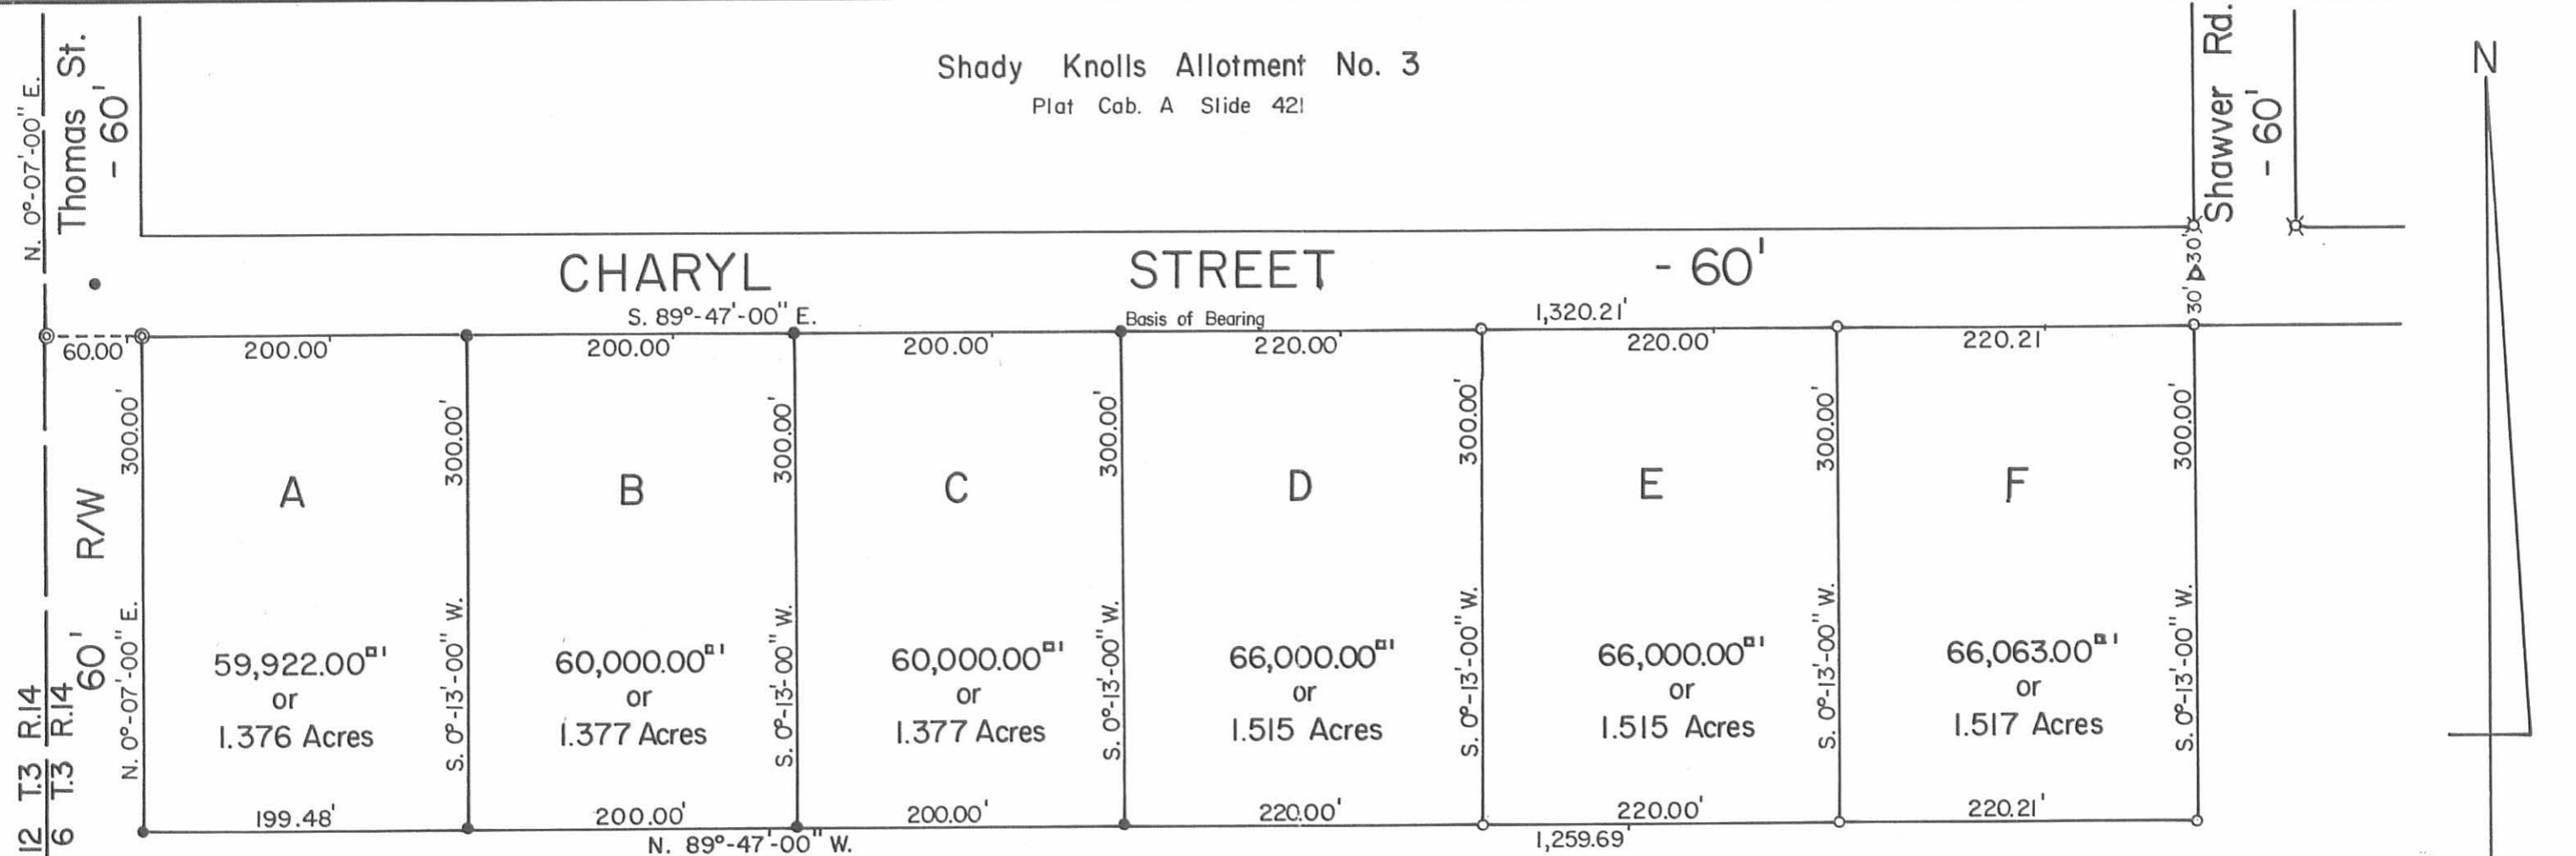 Shady Knolls Allotment No. 3
Plat Cab. A Slide 421
N. 0°-07'-00" E.
Thomas St.
- 60'
Shawver Rd.
- 60'
N
CHARYL STREET - 60'
S. 89°-47'-00" E.
Basis of Bearing
1,320.21'
30' 30'
60.00'
200.00'
200.00'
200.00'
220.00'
220.00'
220.21'
300.00'
300.00'
300.00'
300.00'
300.00'
300.00'
300.00'
R/W
60'
A
B
C
D
E
F
N. 0°-07'-00" E.
S. 0°-13'-00" W.
S. 0°-13'-00" W.
S. 0°-13'-00" W.
S. 0°-13'-00" W.
S. 0°-13'-00" W.
S. 0°-13'-00" W.
59,922.00
or
1.376 Acres
60,000.00
or
1.377 Acres
60,000.00
or
1.377 Acres
66,000.00
or
1.515 Acres
66,000.00
or
1.515 Acres
66,063.00
or
1.517 Acres
12 T.3 R.14
6 T.3 R.14
199.48'
200.00'
200.00'
220.00'
220.00'
220.21'
N. 89°-47'-00" W.
1,259.69'